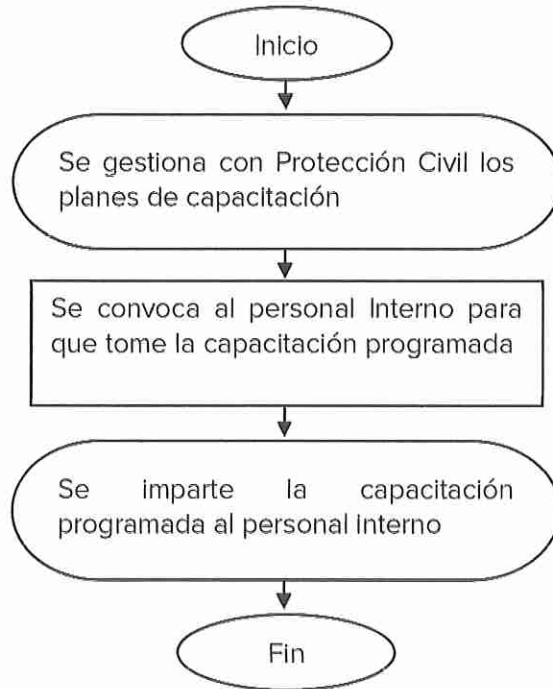 Inicio
Se gestiona con Protección Civil los
planes de capacitación
Se convoca al personal Interno para
que tome la capacitación programada
Se imparte la capacitación
programada al personal interno
Fin